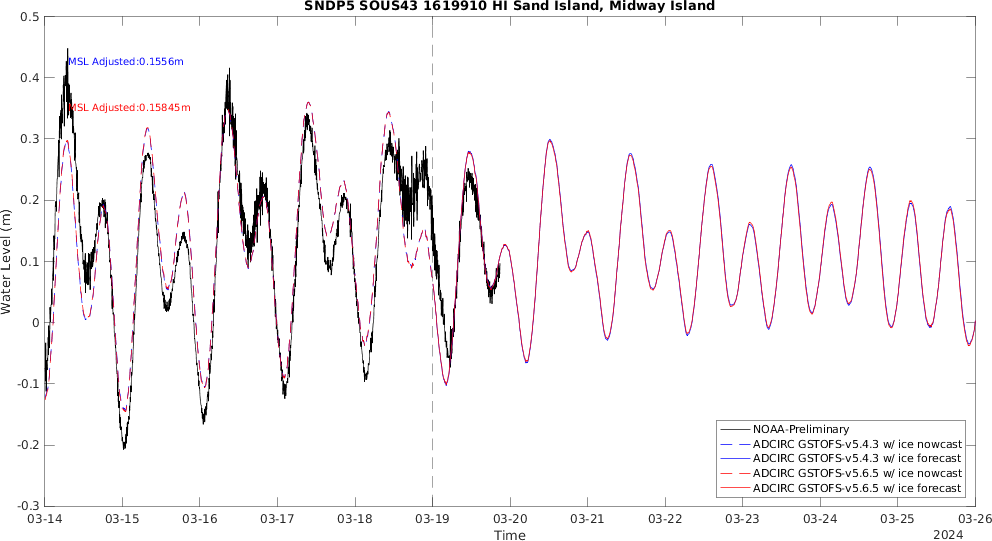 SNDP5 SOUS43 1619910 HI Sand Island, Midway Island
0.5
0.4
0.3
0.2
0.1
0
-0.1
-0.2
-0.3
Water Level (m)
MSL Adjusted:0.1556m
MSL Adjusted:0.15845m
NOAA-Preliminary
ADCIRC GSTOFS-v5.4.3 w/ ice nowcast
ADCIRC GSTOFS-v5.4.3 w/ ice forecast
ADCIRC GSTOFS-v5.6.5 w/ ice nowcast
ADCIRC GSTOFS-v5.6.5 w/ ice forecast
03-14 03-15 03-16 03-17 03-18 03-19 03-20 03-21 03-22 03-23 03-24 03-25 03-26
Time
2024